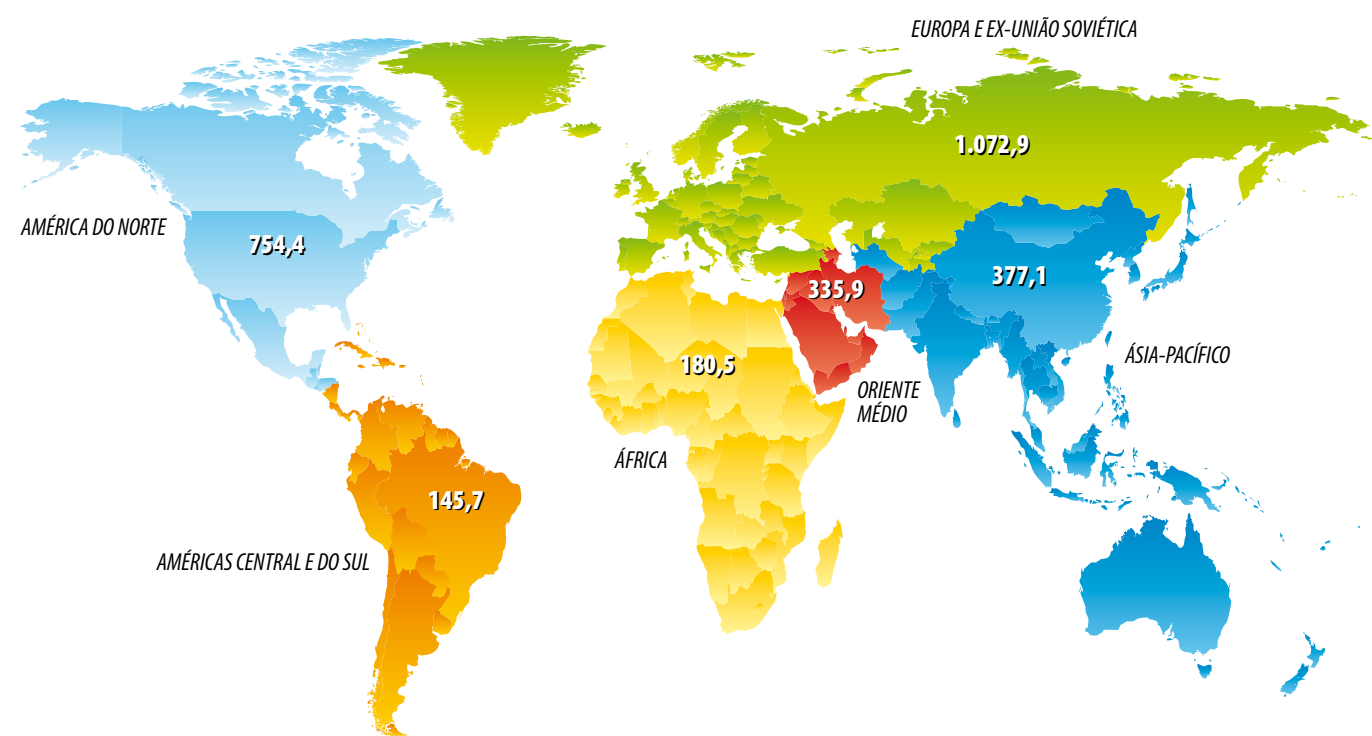 EUROPA E EX-UNIÃO SOVIÉTICA
1.072,9
AMÉRICA DO NORTE
754,4
377,1
335,9
ÁSIA-PACÍFICO
180,5
ORIENTE
MÉDIO
ÁFRICA
145,7
AMÉRICAS CENTRAL E DO SUL